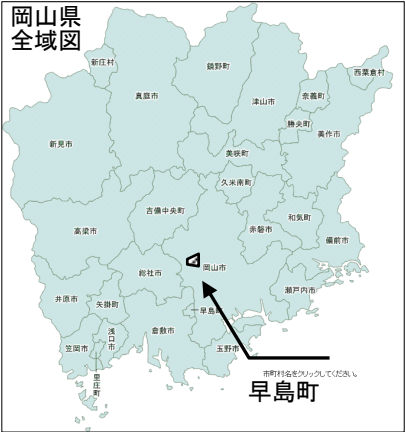 岡山県
全域図
新庄村
鏡野町
西粟倉村
真庭市
津山市
奈義町
勝央町
美作市
新見市
美咲町
久米南町
吉備中央町
和気町
赤磐市
高梁市
備前市
岡山市
総社市
瀬戸内市
井原市
矢掛町
早島町
浅口市
倉敷市
笠岡市
玉野市
里庄町
市町村名をクリックしてください。
早島町